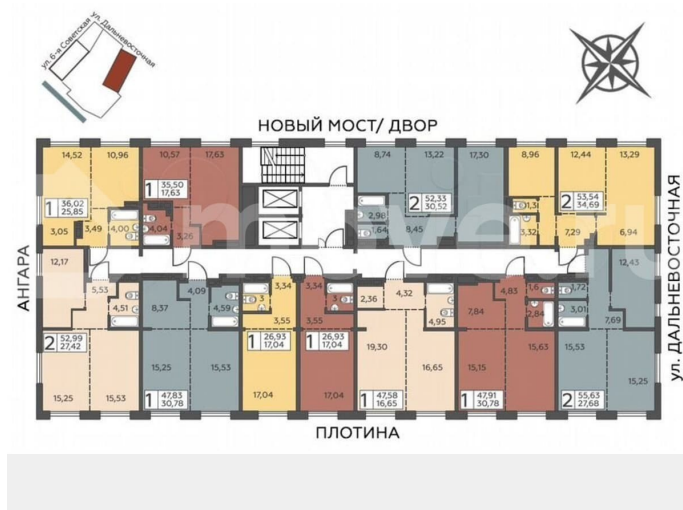 ул. 6-я Советская
ул. Дальневосточная
НОВЫЙ МОСТ/ ДВОР
14,52 10,96 10,57 17,63 8,74 13,22 17,30 8,96 12,44 13,29
1 36,02 25,85
1 35,50 17,63
2 52,33 30,52
2 53,54 34,69
3,05 3,49 4,00 4,04 3,26 2,98 1,64 8,45 1,31 3,32 7,29 6,94
move.ru
АНГАРА
ул. ДАЛЬНЕВОСТОЧНАЯ
12,17 5,53 4,51 8,37 4,09 4,59 3,34 3 3,55 3,34 3 3,55 2,36 4,32 4,95 7,84 4,83 1,6 2,84 1,72 3,01 7,69 12,43
2 52,99 27,42
1 26,93 17,04
1 26,93 17,04
15,25 15,53 19,30 16,65 15,15 15,63 15,53
15,25 15,53
1 47,83 30,78
17,04 17,04
1 47,58 16,65
1 47,91 30,78
2 55,63 27,68
15,25
ПЛОТИНА